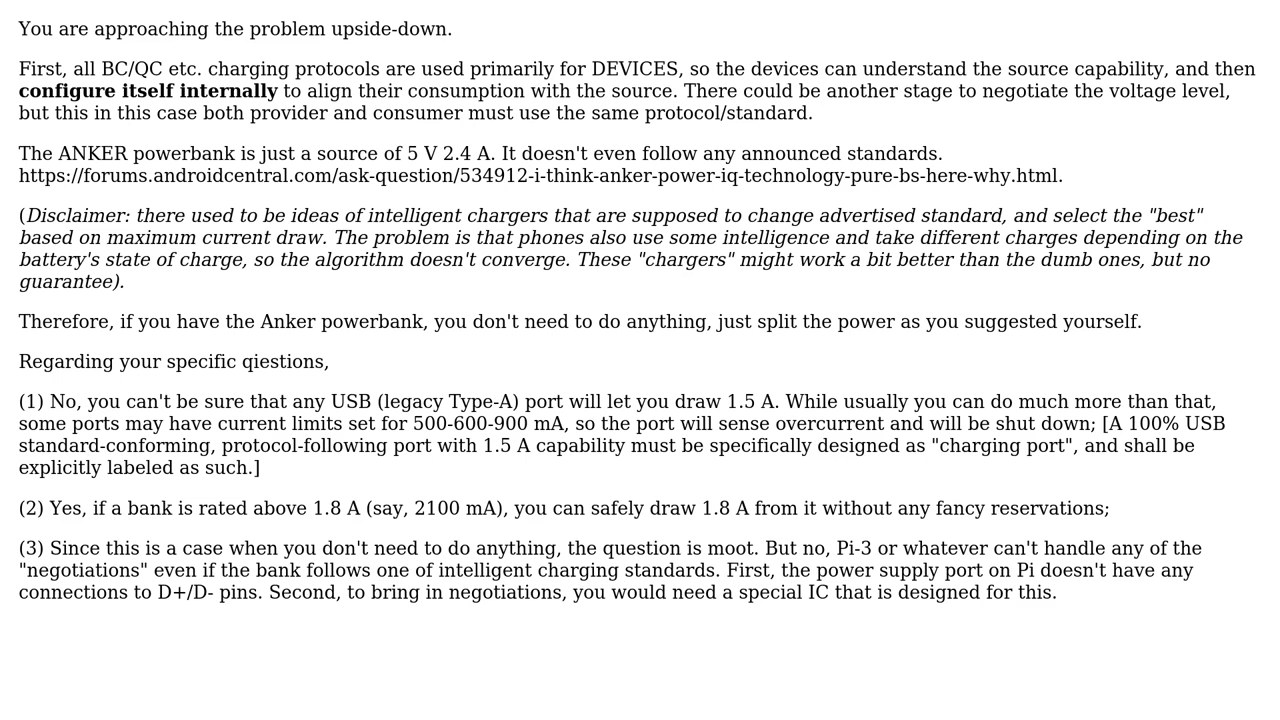 You are approaching the problem upside-down.
First, all BC/QC etc. charging protocols are used primarily for DEVICES, so the devices can understand the source capability, and then
configure itself internally to align their consumption with the source. There could be another stage to negotiate the voltage level,
but this in this case both provider and consumer must use the same protocol/standard.
The ANKER powerbank is just a source of 5 V 2.4 A. It doesn't even follow any announced standards.
https://forums.androidcentral.com/ask-question/534912-i-think-anker-power-iq-technology-pure-bs-here-why.html.
(Disclaimer: there used to be ideas of intelligent chargers that are supposed to change advertised standard, and select the "best"
based on maximum current draw. The problem is that phones also use some intelligence and take different charges depending on the
battery's state of charge, so the algorithm doesn't converge. These "chargers" might work a bit better than the dumb ones, but no
guarantee).
Therefore, if you have the Anker powerbank, you don't need to do anything, just split the power as you suggested yourself.
Regarding your specific qiestions,
(1) No, you can't be sure that any USB (legacy Type-A) port will let you draw 1.5 A. While usually you can do much more than that,
some ports may have current limits set for 500-600-900 mA, so the port will sense overcurrent and will be shut down; [A 100% USB
standard-conforming, protocol-following port with 1.5 A capability must be specifically designed as "charging port", and shall be
explicitly labeled as such.]
(2) Yes, if a bank is rated above 1.8 A (say, 2100 mA), you can safely draw 1.8 A from it without any fancy reservations;
(3) Since this is a case when you don't need to do anything, the question is moot. But no, Pi-3 or whatever can't handle any of the
"negotiations" even if the bank follows one of intelligent charging standards. First, the power supply port on Pi doesn't have any
connections to D+/D- pins. Second, to bring in negotiations, you would need a special IC that is designed for this.